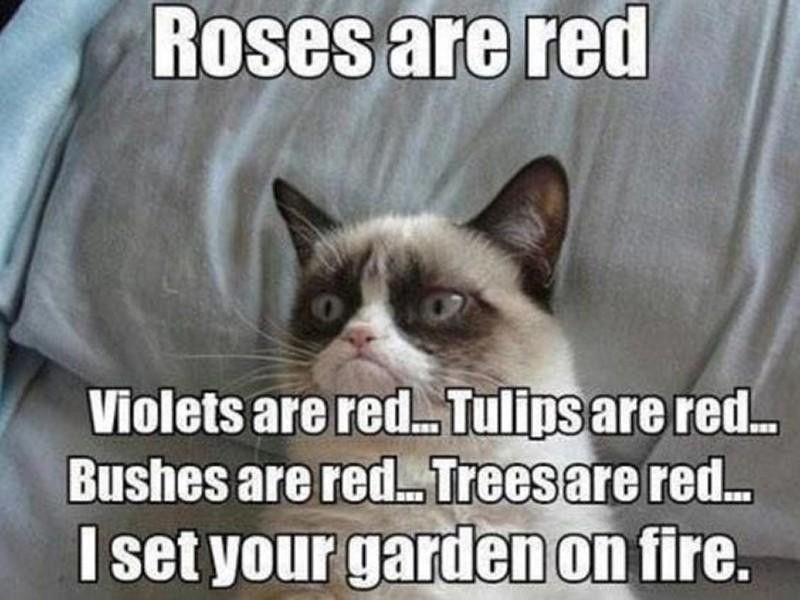 Roses are red
Violets are red... Tulips are red...
Bushes are red... Trees are red...
I set your garden on fire.